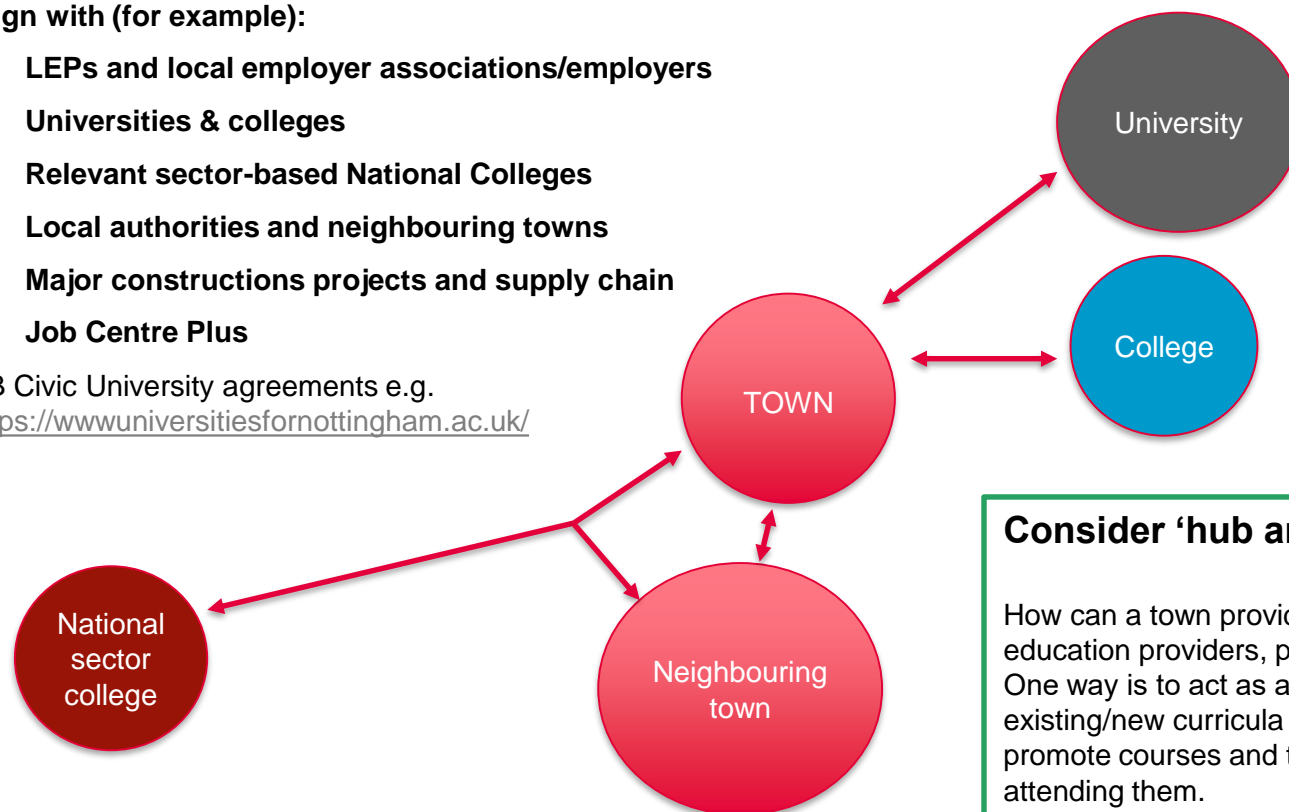 gn with (for example):
LEPs and local employer associations/employers
Universities & colleges
Relevant sector-based National Colleges
Local authorities and neighbouring towns
Major constructions projects and supply chain
Job Centre Plus
Civic University agreements e.g.
ps://wwwuniversitiesfornottingham.ac.uk/
University
College
TOWN
National
sector
college
Neighbouring
town
Consider ‘hub
How can a town
education providers,
One way is to act as
existing/new curricula
promote courses and
attending them.